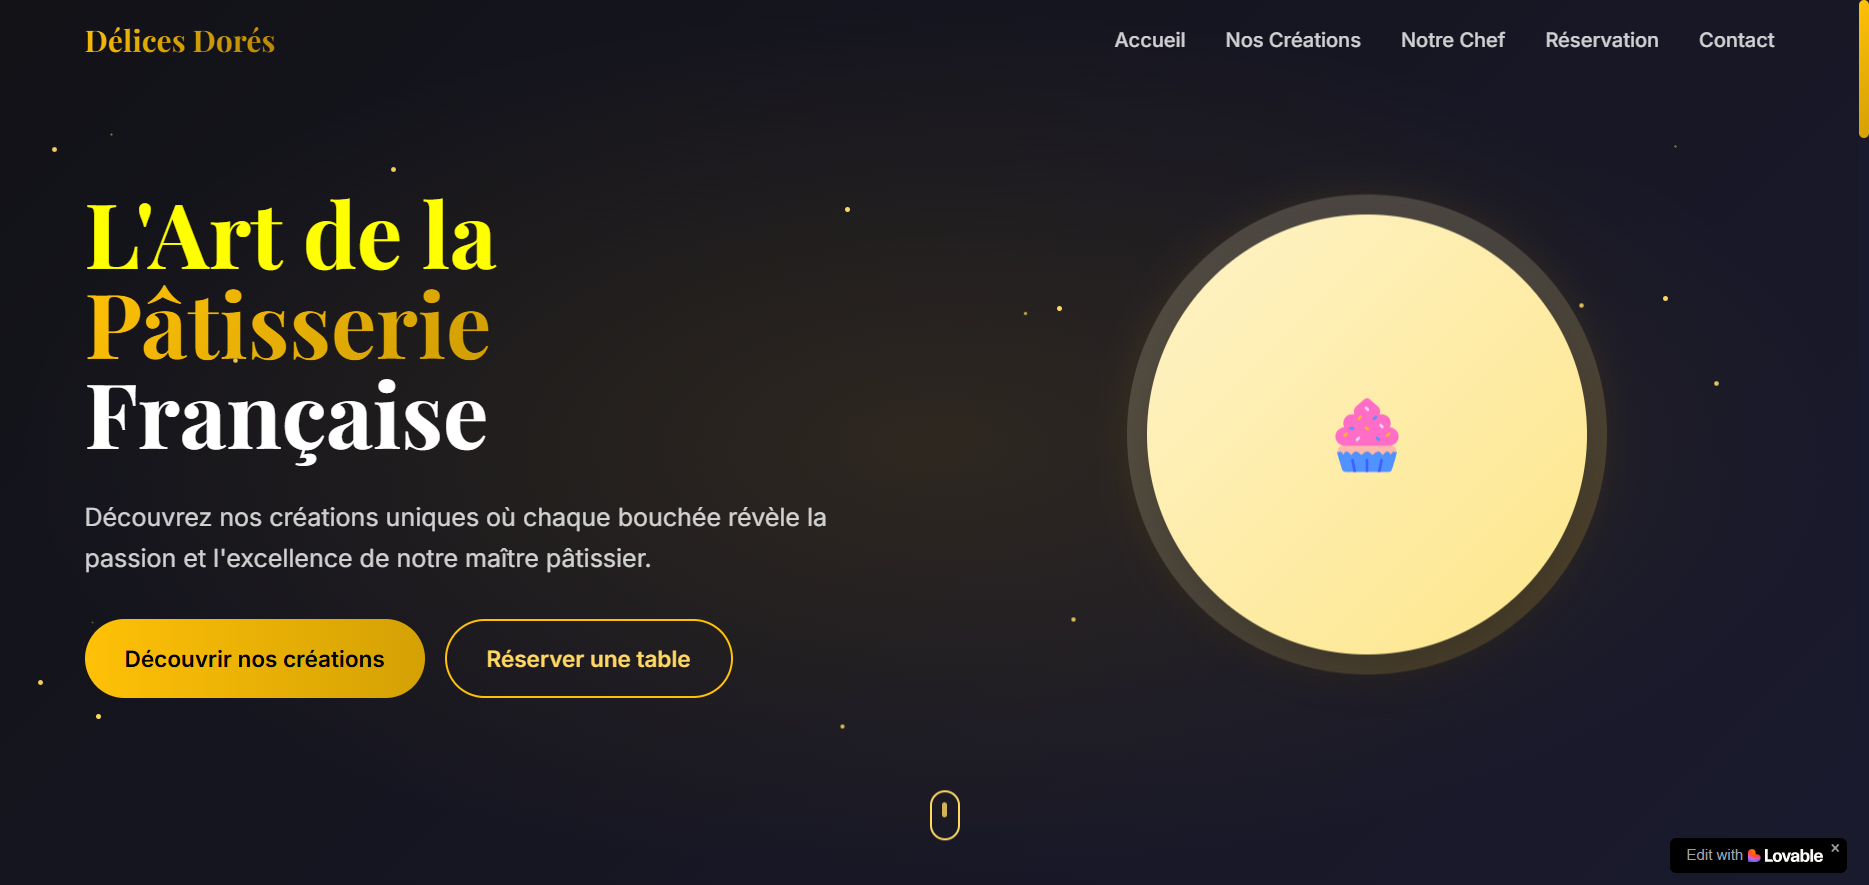 Délices Dorés
Accueil
Nos Créations
Notre Chef
Réservation
Contact
L'Art de la
Pâtisserie
Française
Découvrez nos créations uniques où chaque bouchée révèle la
passion et l'excellence de notre maître pâtissier.
Découvrir nos créations
Réserver une table
Edit with Lovable ×